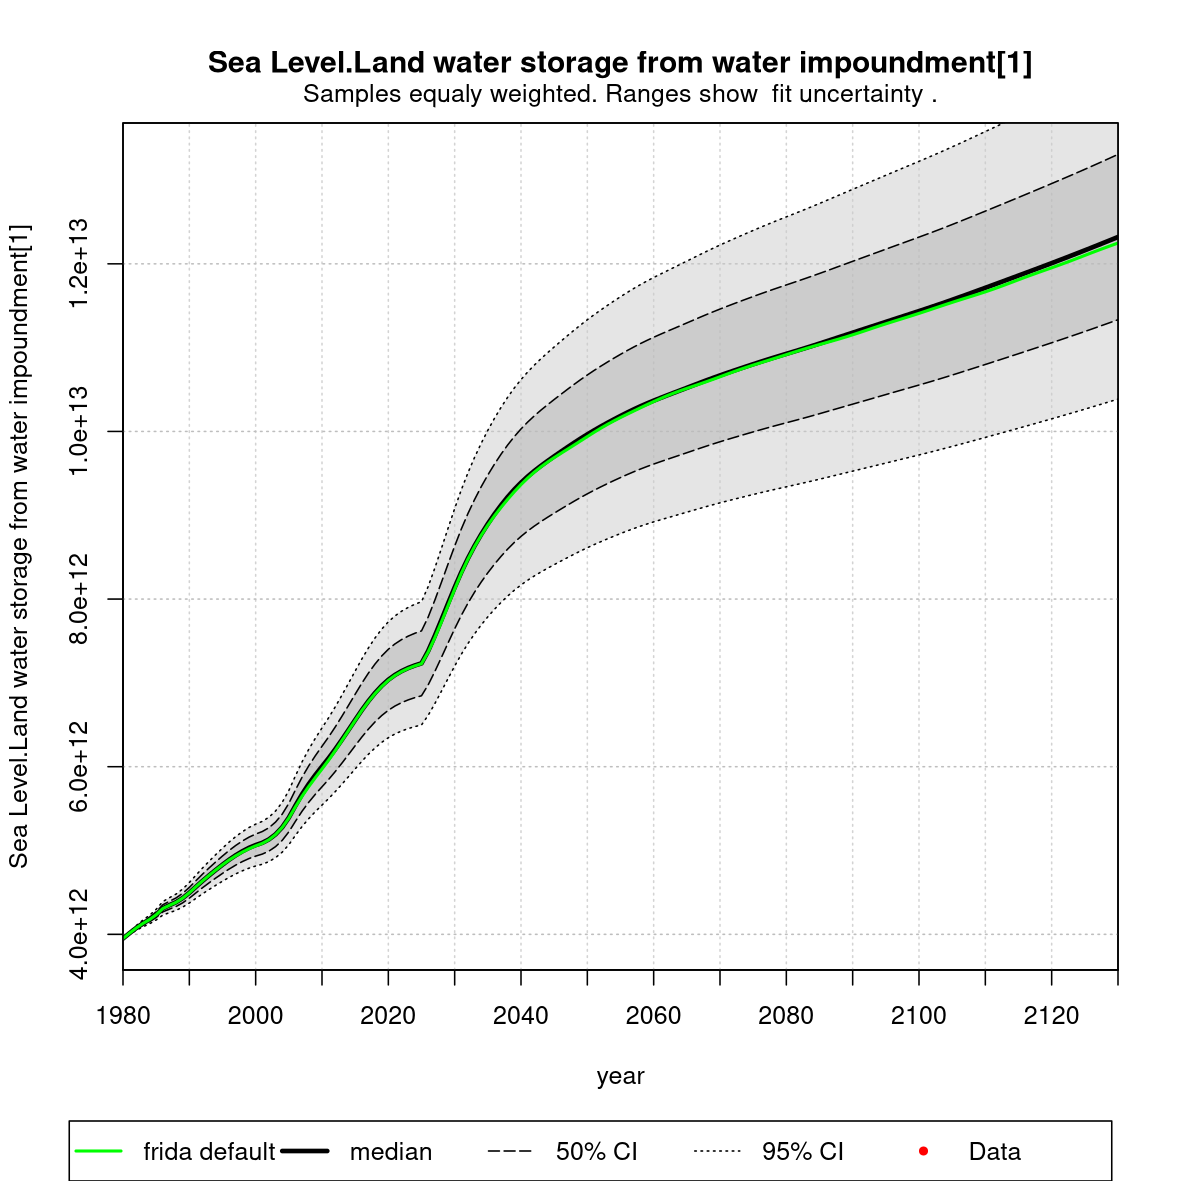 Sea Level.Land water storage from water impoundment[1]
Samples equaly weighted. Ranges show  fit uncertainty .
Sea Level.Land water storage from water impoundment[1]
1.2e+13
1.0e+13
8.0e+12
6.0e+12
4.0e+12
1980 2000 2020 2040 2060 2080 2100 2120
year
frida default median 50% CI 95% CI Data